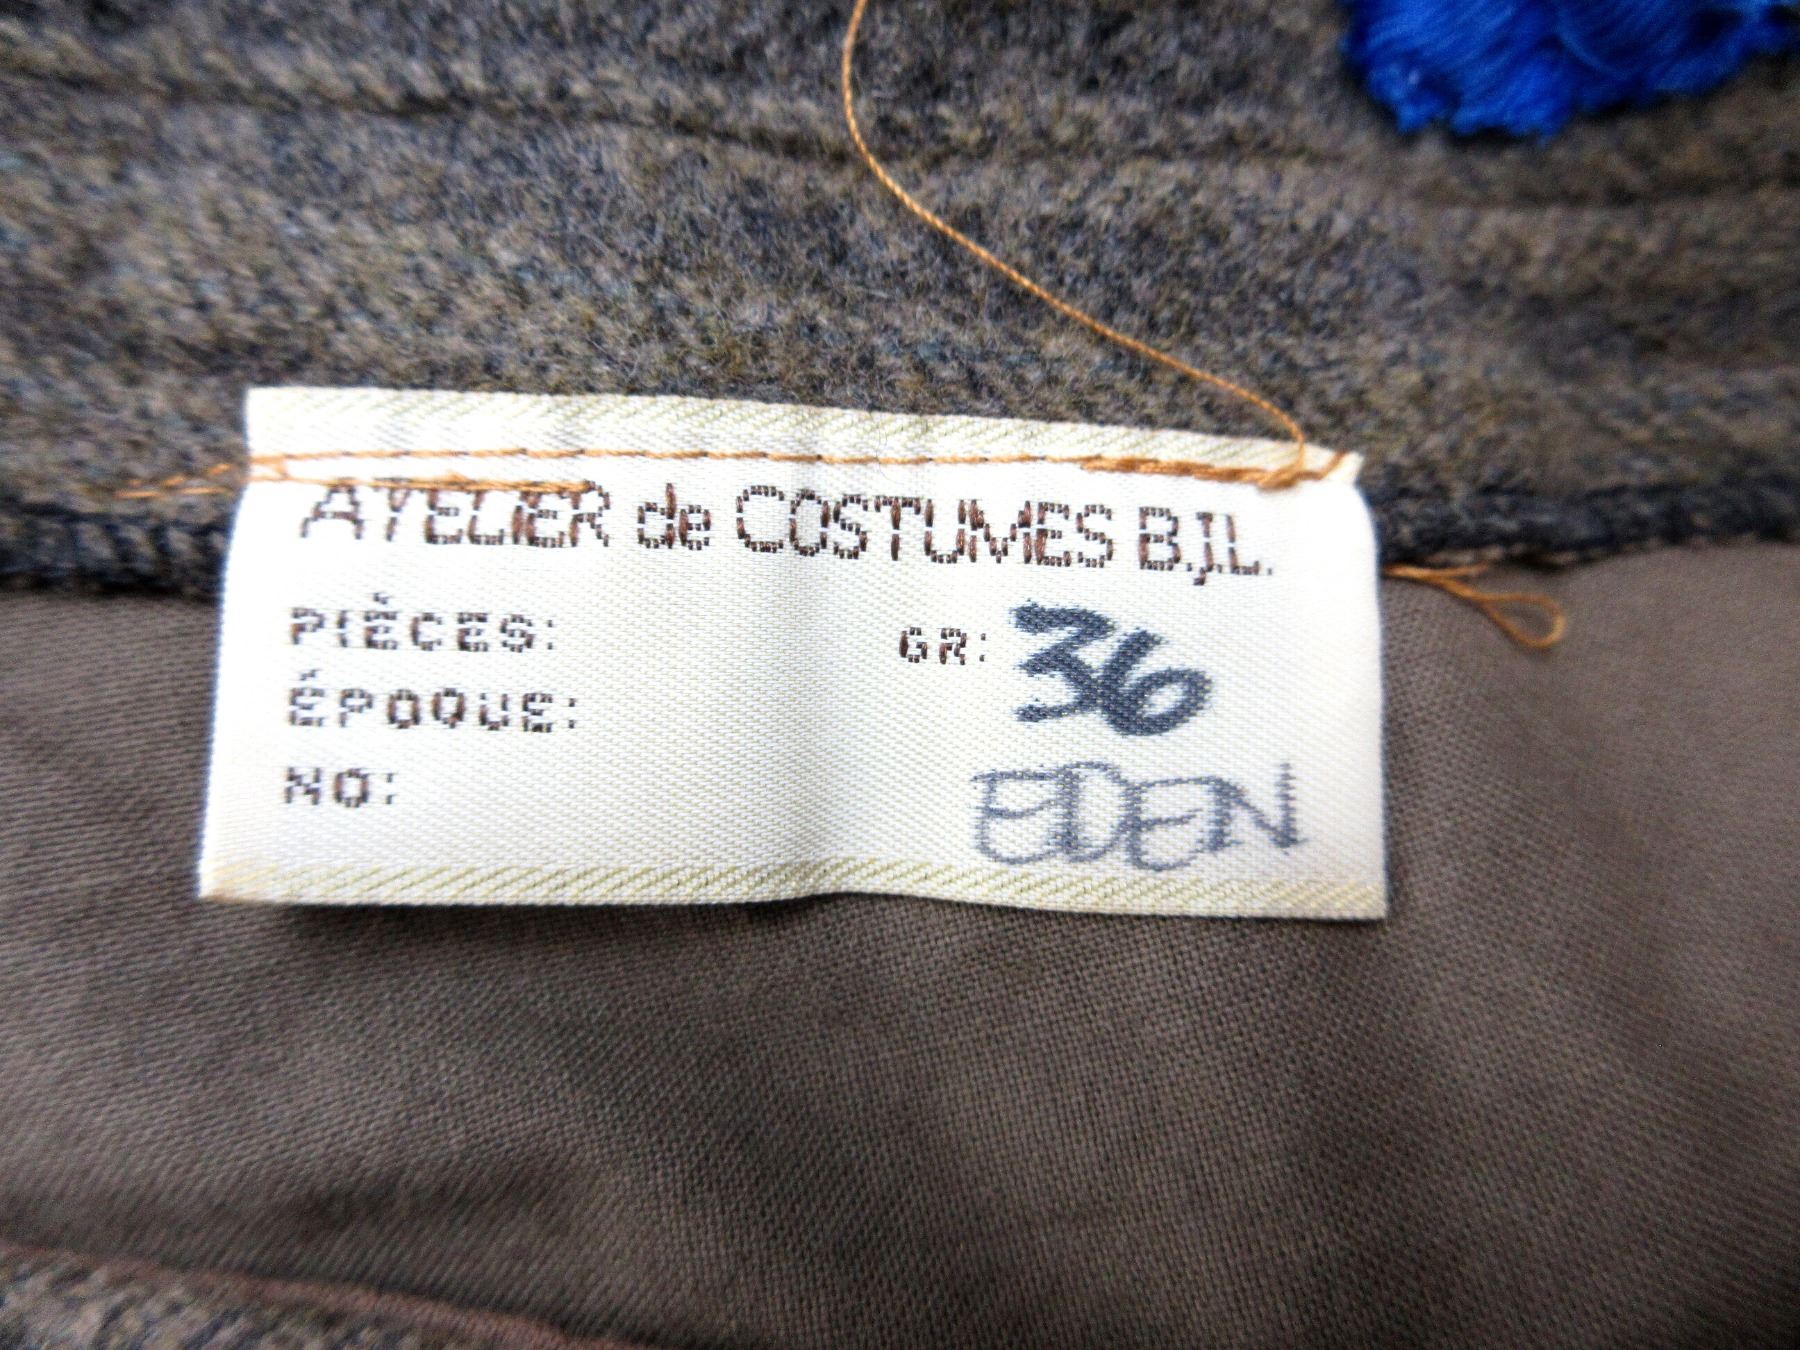 ATELIER de COSTUMES B.J.L.
PIÈCES: GR: 36
ÉPOQUE:
NO: EDEN